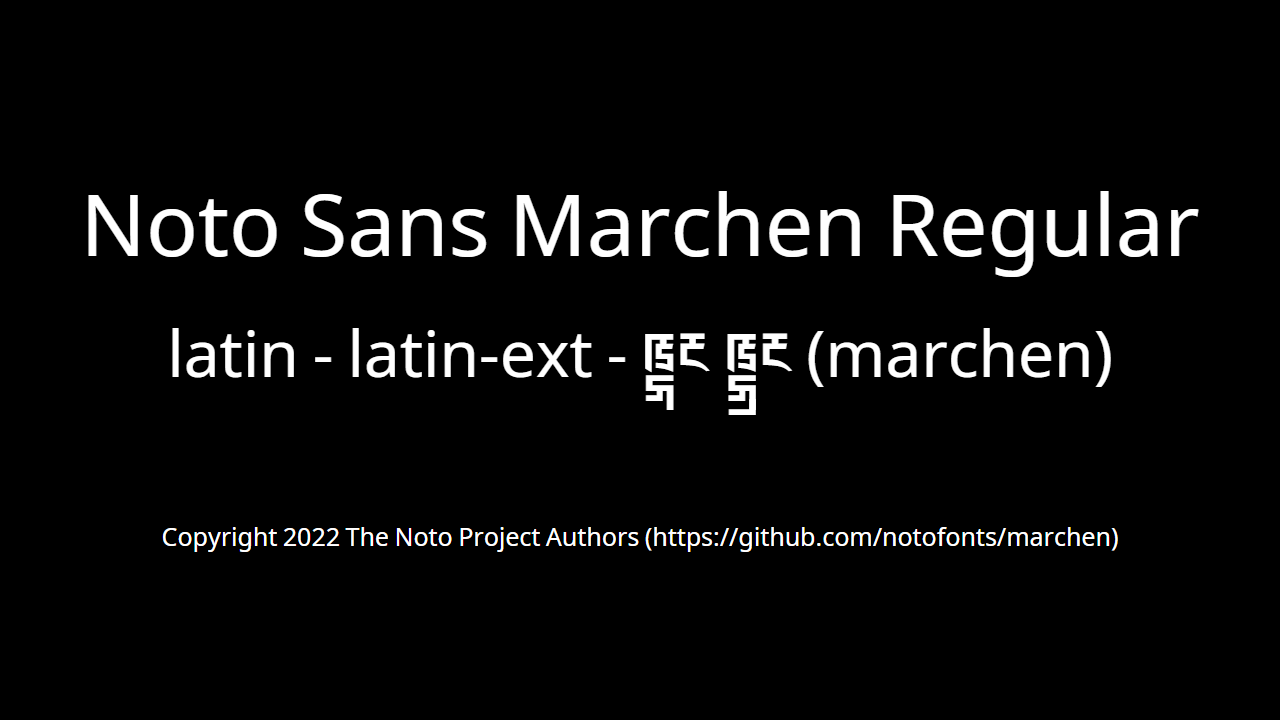 Noto Sans Marchen Regular
latin - latin-ext - (marchen)
Copyright 2022 The Noto Project Authors (https://github.com/notofonts/marchen)